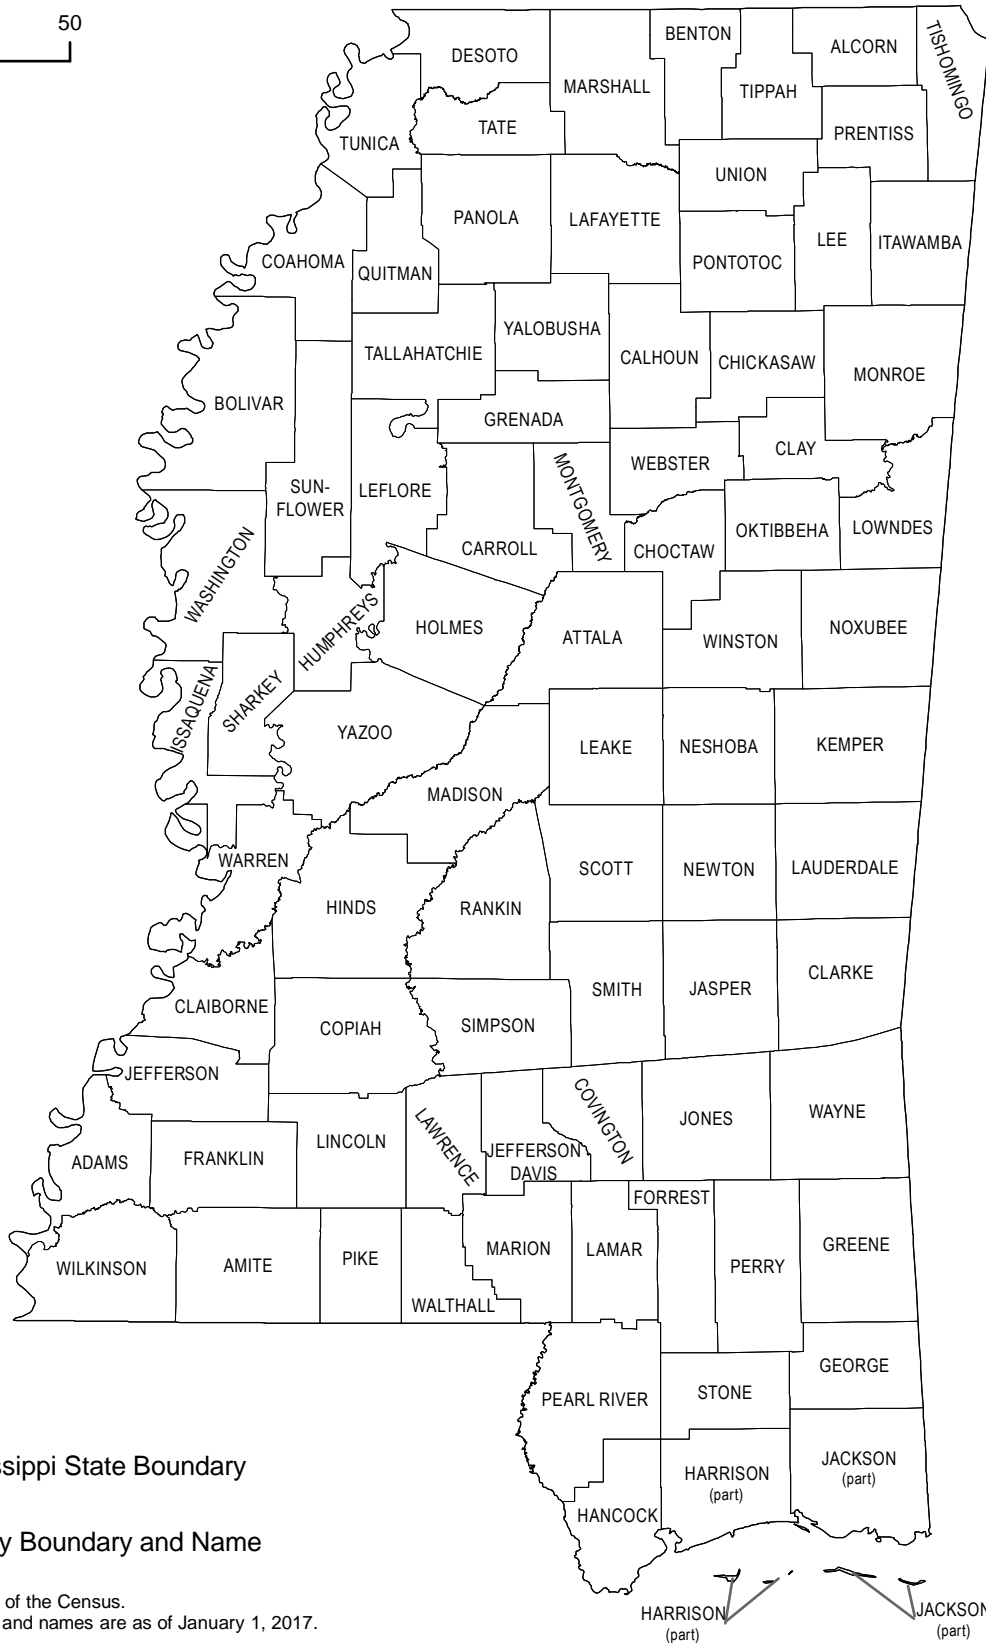 50
DESOTO
BENTON
ALCORN
TISHOMINGO
MARSHALL
TIPPAH
TATE
PRENTISS
TUNICA
UNION
PANOLA
LAFAYETTE
LEE
ITAWAMBA
COAHOMA
QUITMAN
PONTOTOC
YALOBUSHA
TALLAHATCHIE
CALHOUN
CHICKASAW
MONROE
BOLIVAR
GRENADA
CLAY
WEBSTER
MONTGOMERY
SUN-
FLOWER
LEFLORE
OKTIBBEHA
LOWNDES
CARROLL
CHOCTAW
WASHINGTON
HUMPHREYS
HOLMES
ATTALA
WINSTON
NOXUBEE
ISSAQUENA
SHARKEY
YAZOO
LEAKE
NESHOBA
KEMPER
MADISON
WARREN
SCOTT
NEWTON
LAUDERDALE
HINDS
RANKIN
SMITH
JASPER
CLARKE
CLAIBORNE
COPIAH
SIMPSON
JEFFERSON
COVINGTON
JONES
WAYNE
LINCOLN
LAWRENCE
JEFFERSON
DAVIS
ADAMS
FRANKLIN
FORREST
WILKINSON
AMITE
PIKE
MARION
LAMAR
PERRY
GREENE
WALTHALL
GEORGE
PEARL RIVER
STONE
JACKSON
(part)
HARRISON
(part)
HANCOCK
ssippi State Boundary
y Boundary and Name
of the Census.
and names are as of January 1, 2017.
HARRISON
(part)
JACKSON
(part)